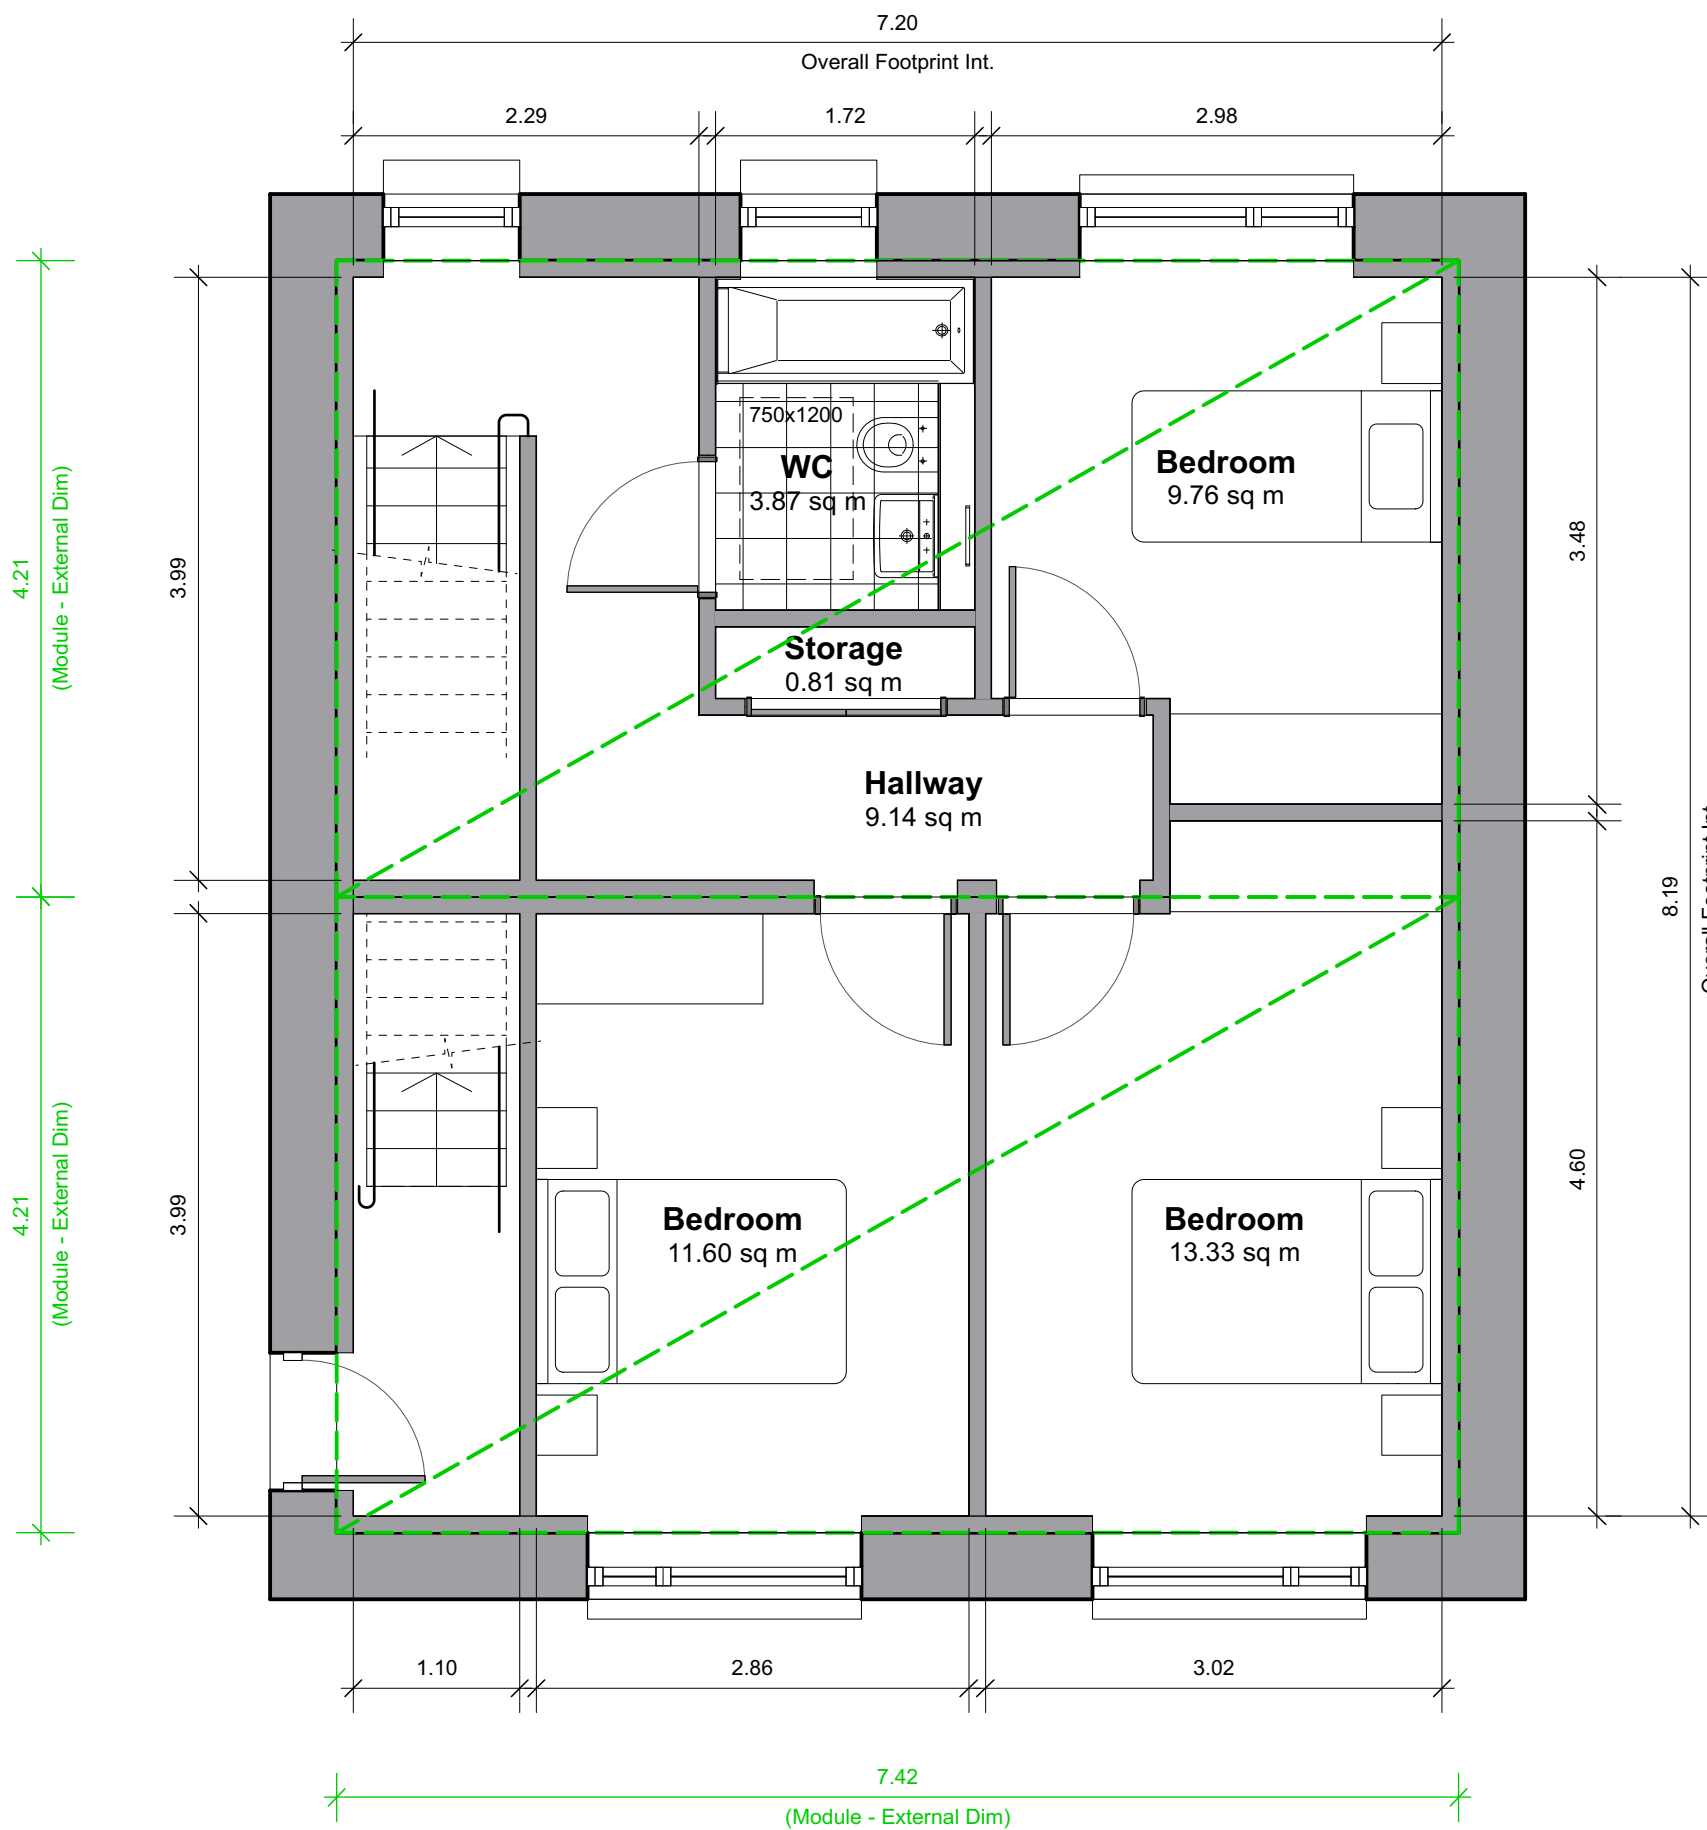 7.20
Overall Footprint Int.
2.29
1.72
2.98
750x1200
WC
3.87 sq m
Bedroom
9.76 sq m
4.21
(Module - External Dim)
3.99
3.48
Storage
0.81 sq m
Hallway
9.14 sq m
8.19
Overall Footprint Int.
4.21
(Module - External Dim)
3.99
4.60
Bedroom
11.60 sq m
Bedroom
13.33 sq m
1.10
2.86
3.02
7.42
(Module - External Dim)